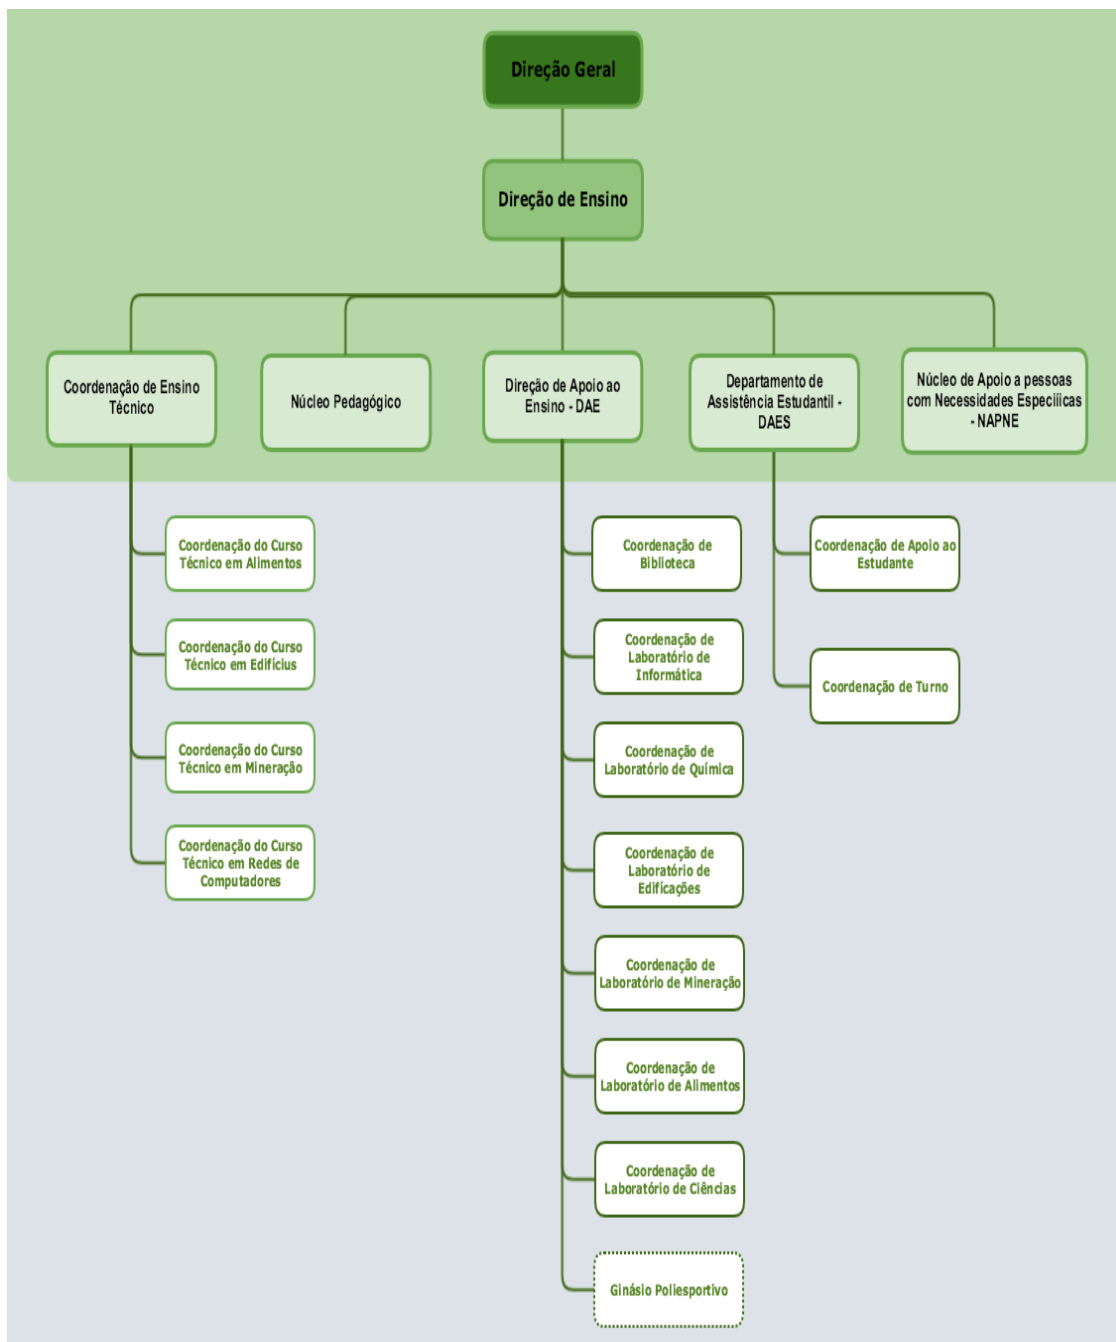 Direção Geral
Direção de Ensino
Coordenação de Ensino
Técnico
Núcleo Pedagógico
Direção de Apoio ao
Ensino - DAE
Departamento de
Assistência Estudantil -
DAES
Núcleo de Apoio a pessoas
com Necessidades Especiiicas
- NAPNE
Coordenação do Curso
Técnico em Alimentos
Coordenação do Curso
Técnico em Edifícius
Coordenação do Curso
Técnico em Mineração
Coordenação do Curso
Técnico em Redes de
Computadores
Coordenação de
Biblioteca
Coordenação de
Laboratório de
Informática
Coordenação de
Laboratório de Química
Coordenação de
Laboratório de
Edifícações
Coordenação de
Laboratório de Mineração
Coordenação de
Laboratório de Alimentos
Coordenação de
Laboratório de Ciências
Ginásio Poliesportivo
Coordenação de Apoio ao
Estudante
Coordenação de Turno